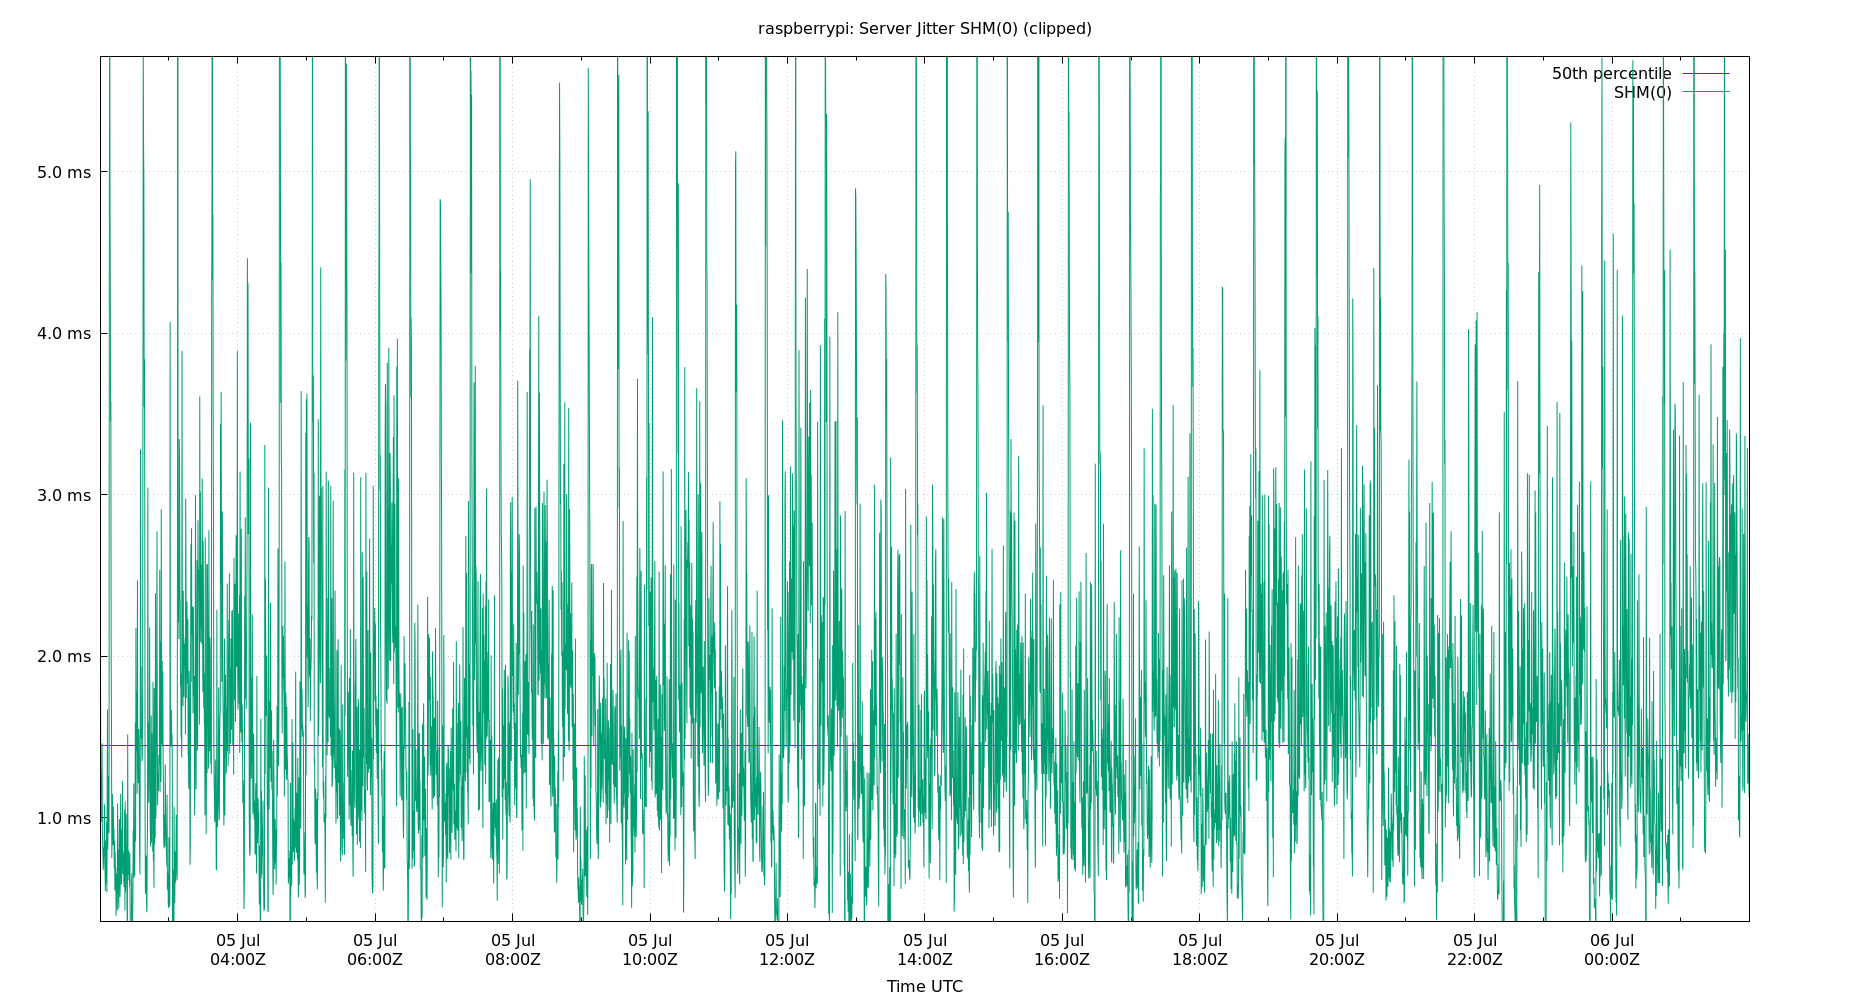 raspberrypi: Server Jitter SHM(0) (clipped)
50th percentile
SHM(0)
5.0 ms
4.0 ms
3.0 ms
2.0 ms
1.0 ms
05 Jul 05 Jul 05 Jul 05 Jul 05 Jul 05 Jul 05 Jul 05 Jul 05 Jul 05 Jul 06 Jul
04:00Z 06:00Z 08:00Z 10:00Z 12:00Z 14:00Z 16:00Z 18:00Z 20:00Z 22:00Z 00:00Z
Time UTC